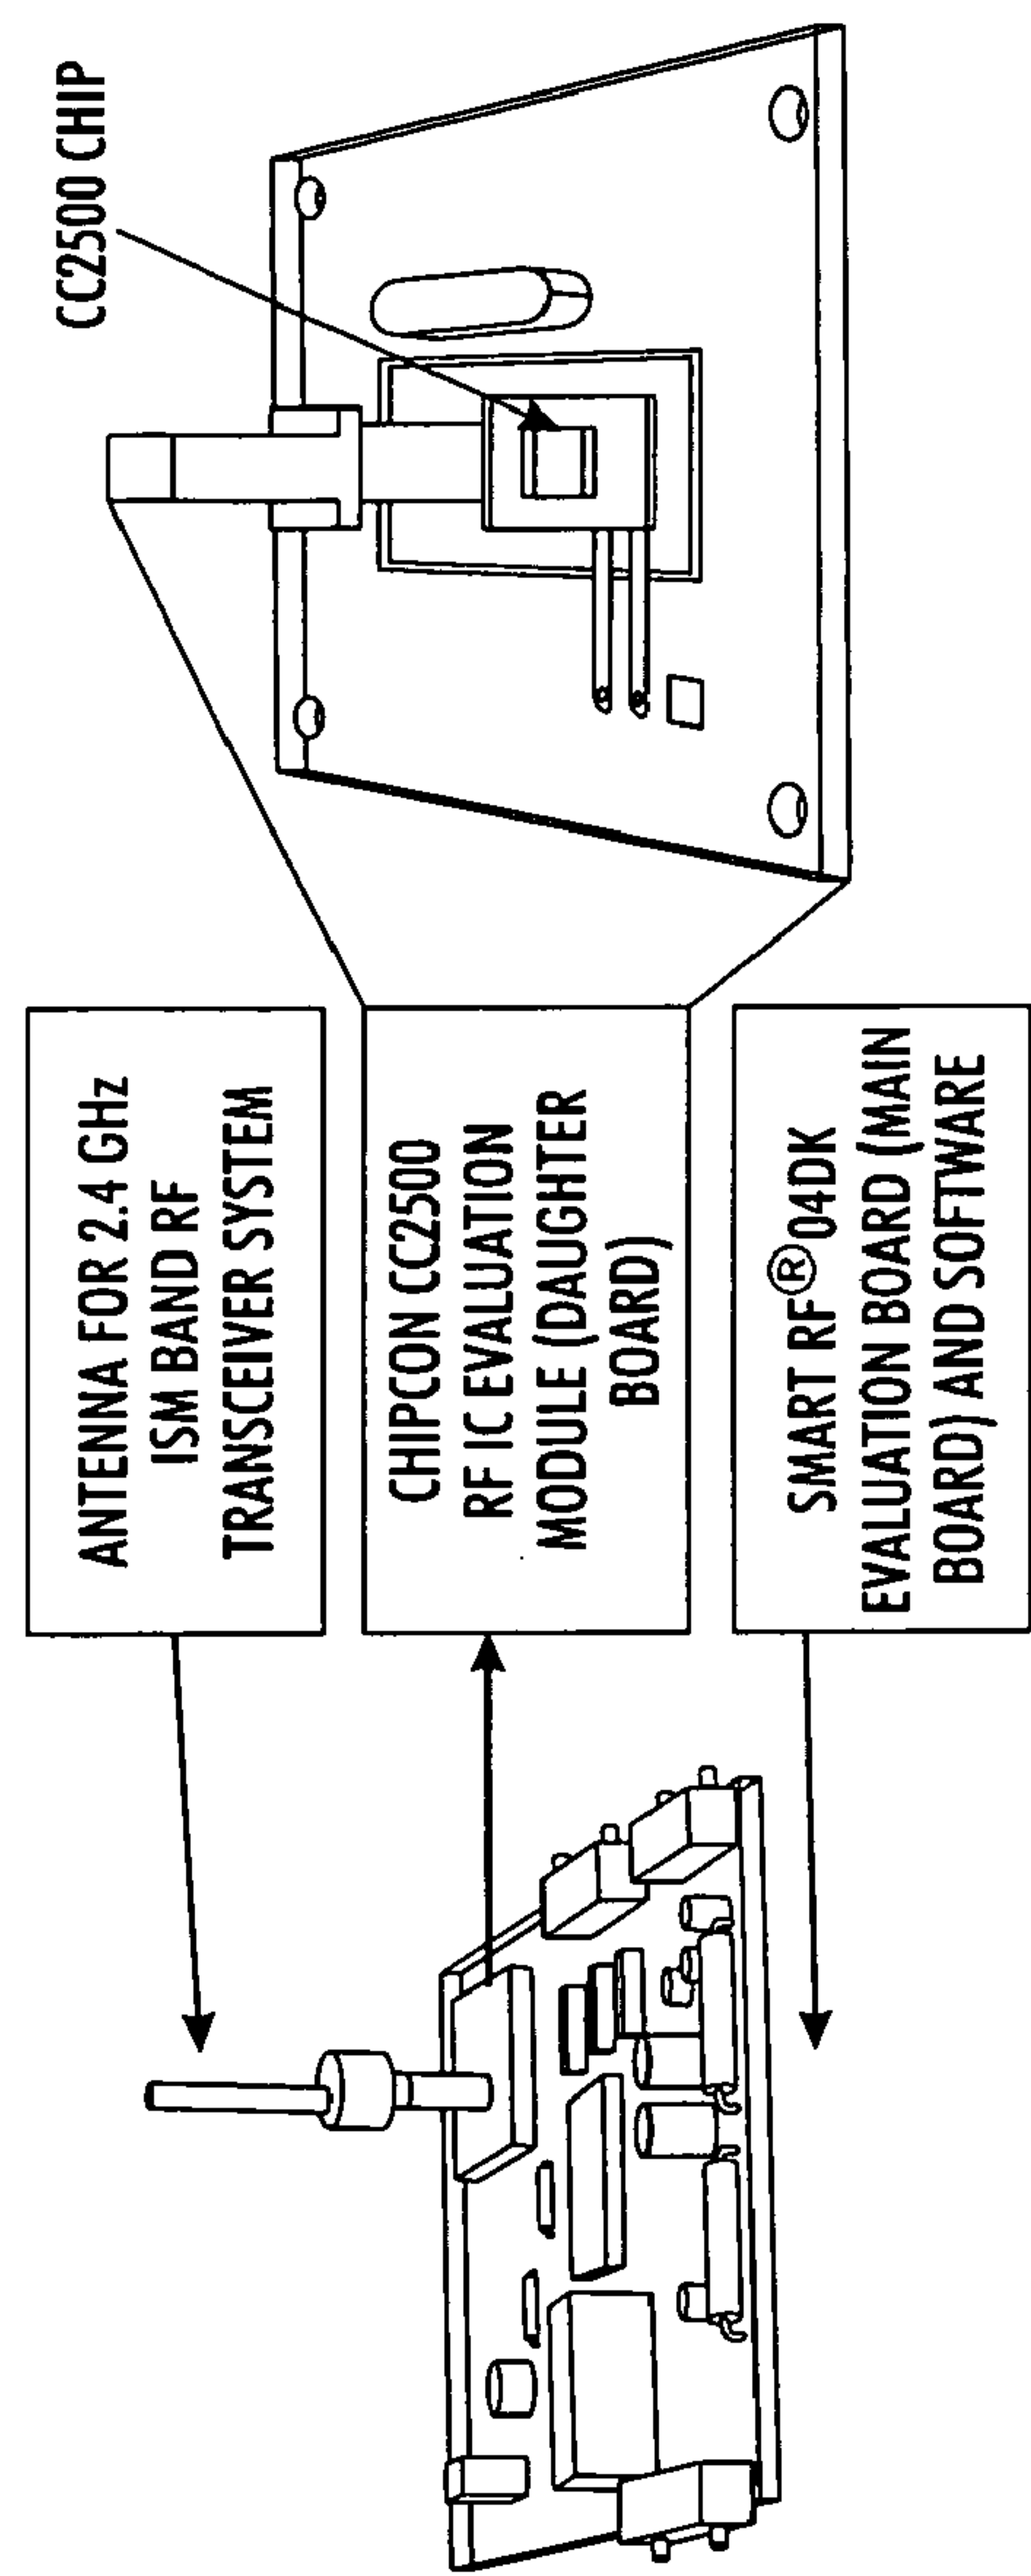 ANTENNA FOR 2.4 GHz
ISM BAND RF
TRANSCEIVER SYSTEM
CHIPCON CC2500
RF IC EVALUATION
MODULE (DAUGHTER
BOARD)
SMART RF® 04DK
EVALUATION BOARD (MAIN
BOARD) AND SOFTWARE
CC2500 CHIP